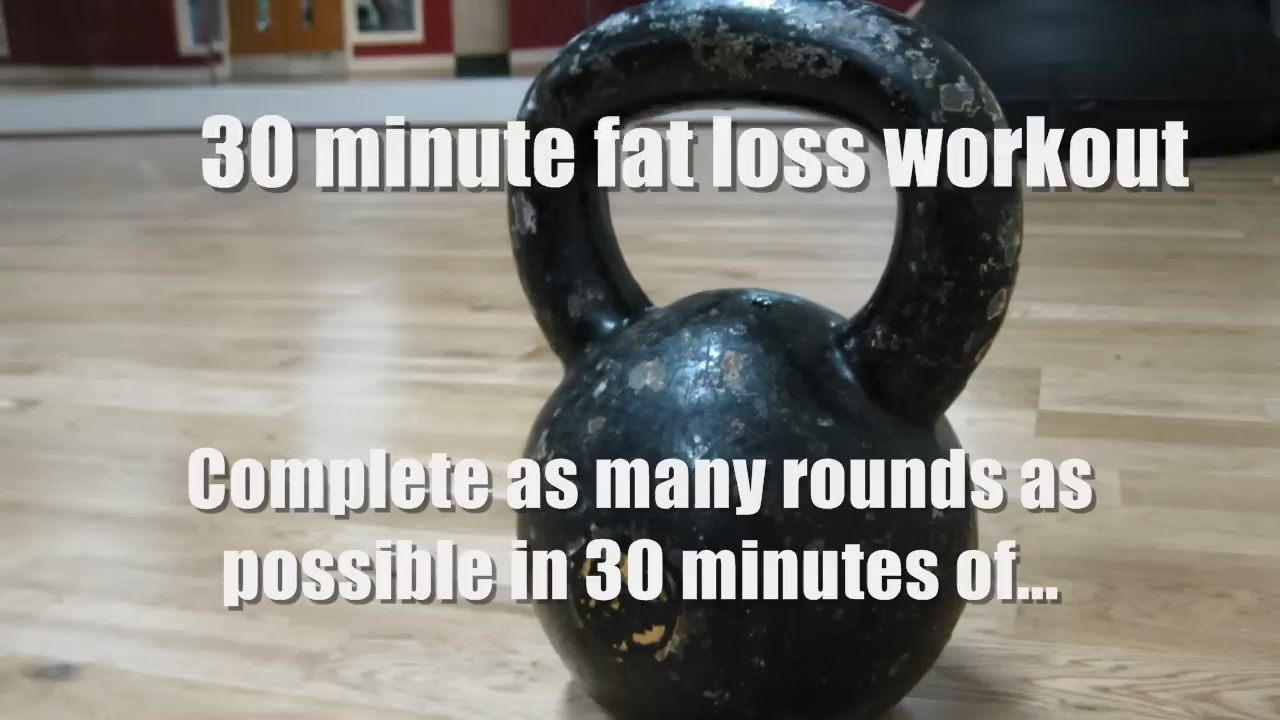 30 minute fat loss workout
Complete as many rounds as
possible in 30 minutes of...